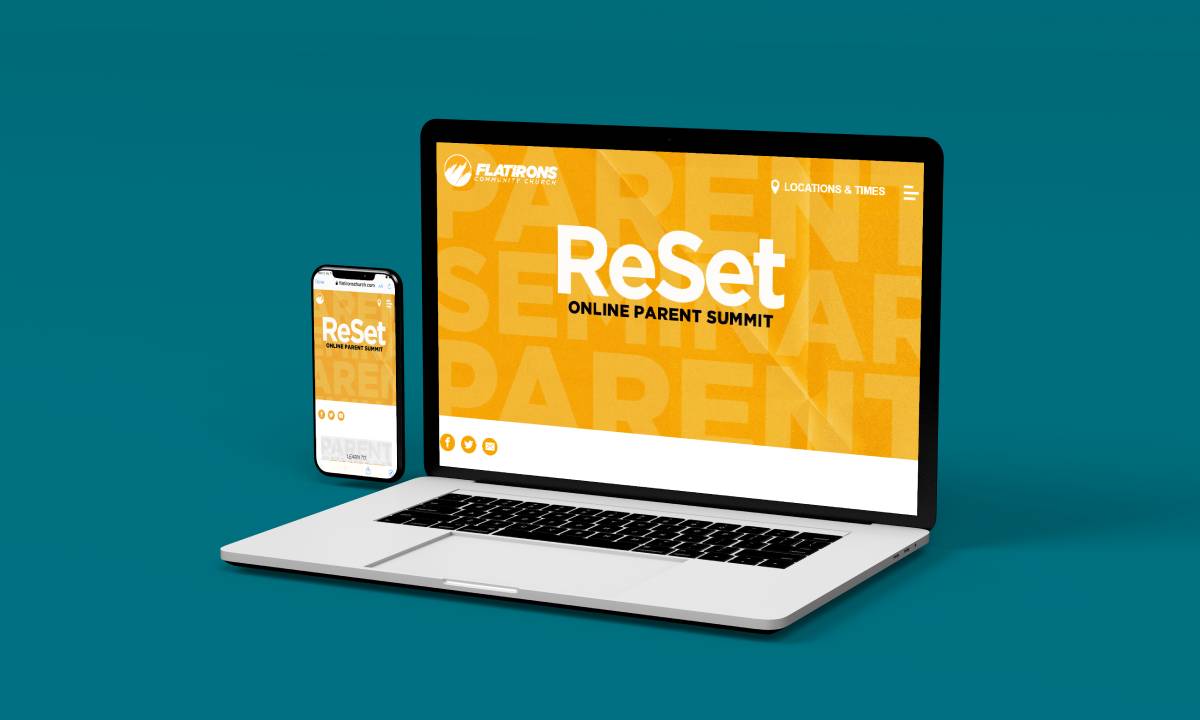 FLATIRONS
COMMUNITY CHURCH
LOCATIONS & TIMES
PARENT
SEMINAR
PARENT
ReSet
ONLINE PARENT SUMMIT
flatironschurch.com
ReSet
ONLINE PARENT SUMMIT
PARENT